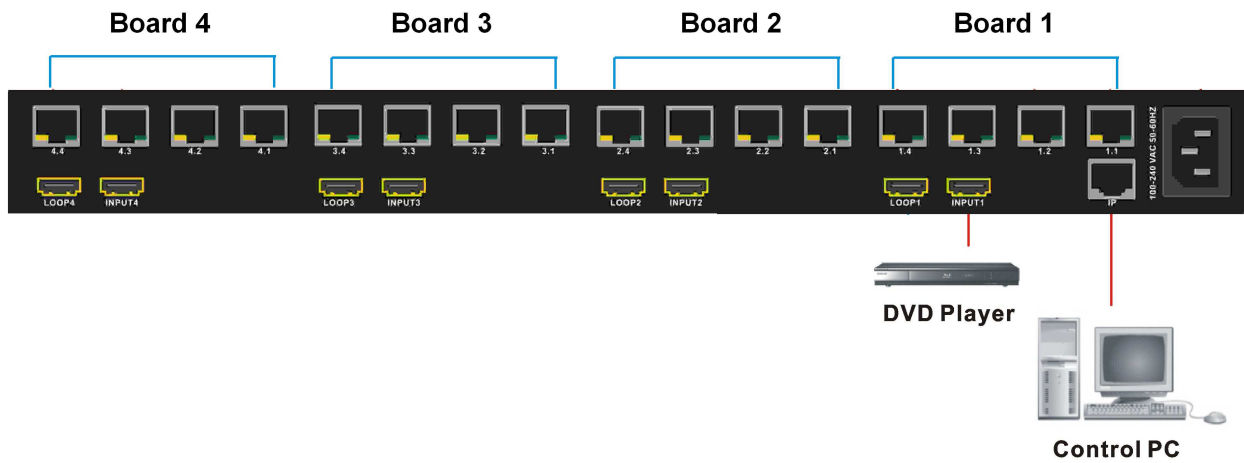 Board 4 Board 3 Board 2 Board 1
4.4 4.3 4.2 4.1 3.4 3.3 3.2 3.1 2.4 2.3 2.2 2.1 1.4 1.3 1.2 1.1
LOOP4 INPUT4 LOOP3 INPUT3 LOOP2 INPUT2 LOOP1 INPUT1 IP
100-240 VAC 50-60HZ
DVD Player
Control PC